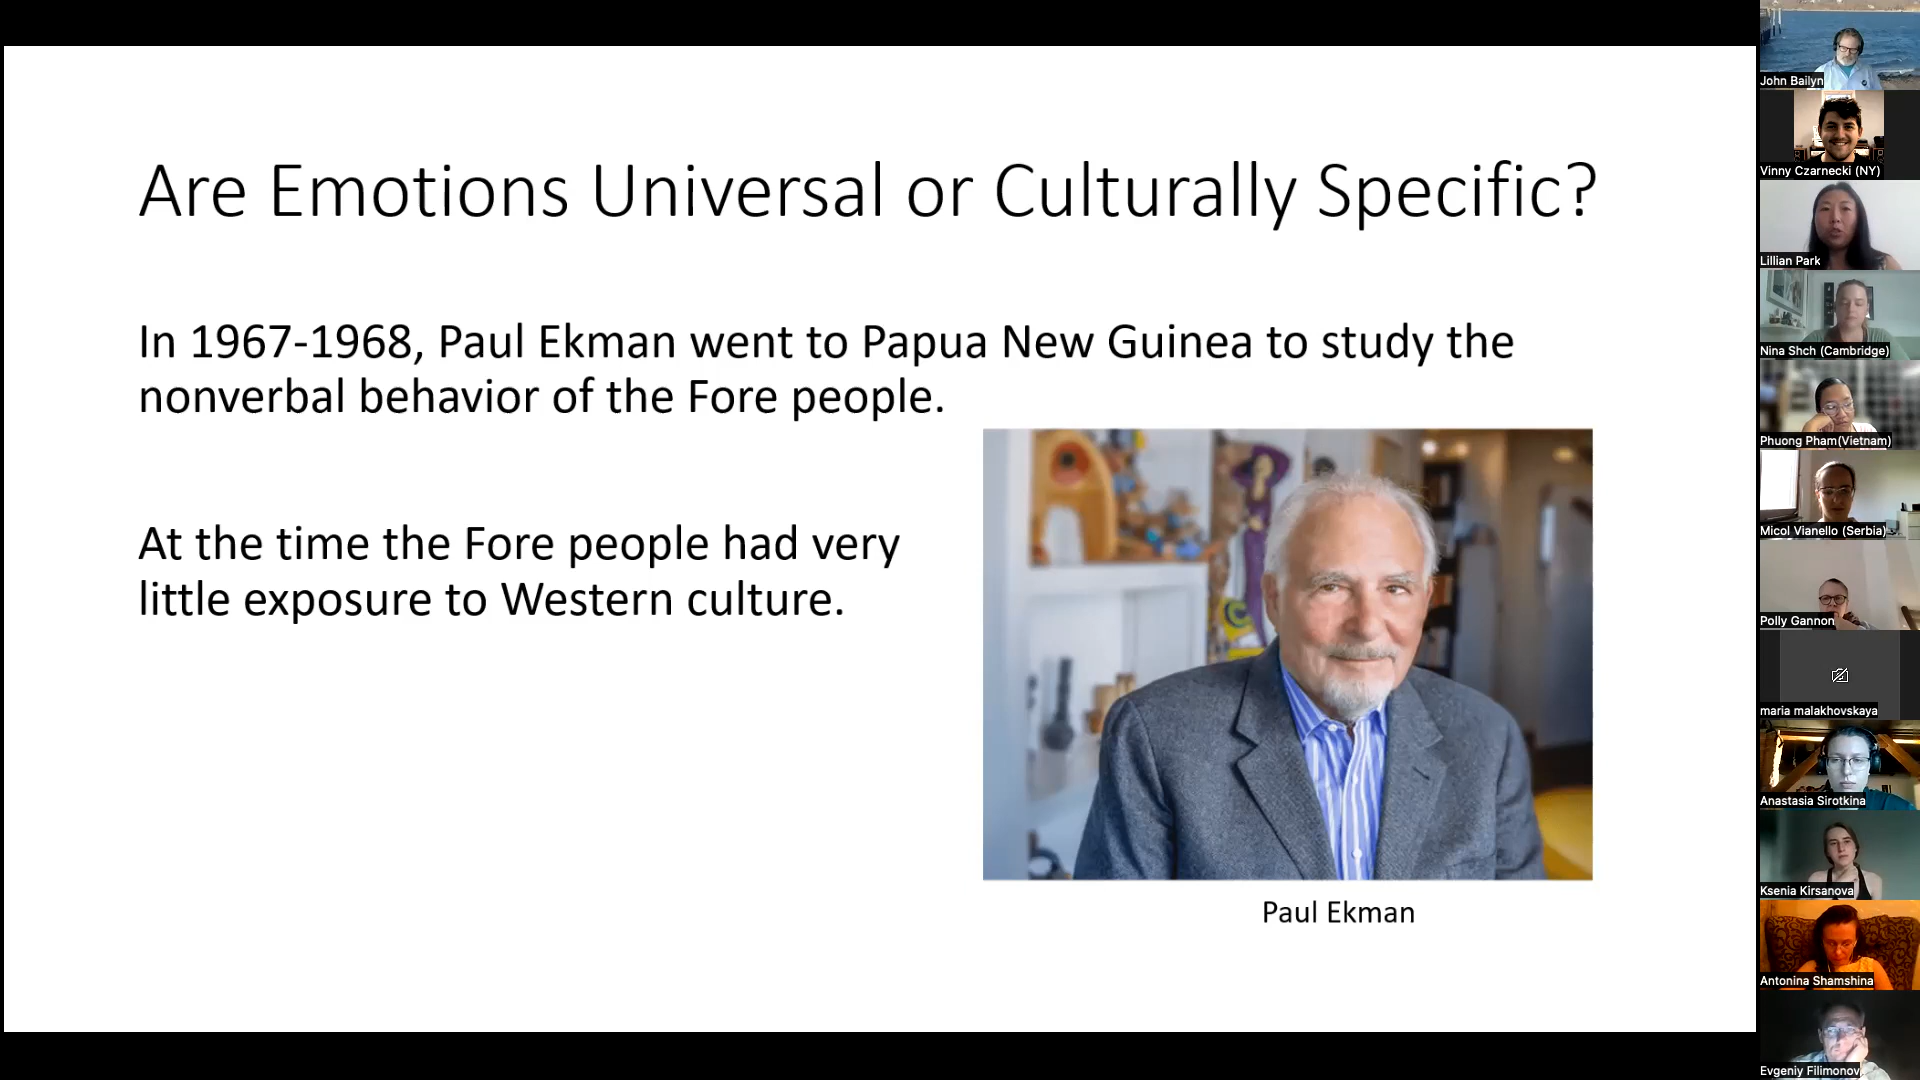 Are Emotions Universal or Culturally Specific?
In 1967-1968, Paul Ekman went to Papua New Guinea to study the
nonverbal behavior of the Fore people.
At the time the Fore people had very
little exposure to Western culture.
Paul Ekman
John Bailyn
Vinny Czarnecki (NY)
Lillian Park
Nina Shch (Cambridge)
Phuong Pham(Vietnam)
Micol Vianello (Serbia)
Polly Gannon
maria malakhovskaya
Anastasia Sirotkina
Ksenia Kirsanova
Antonina Shamshina
Evgeniy Filimonov